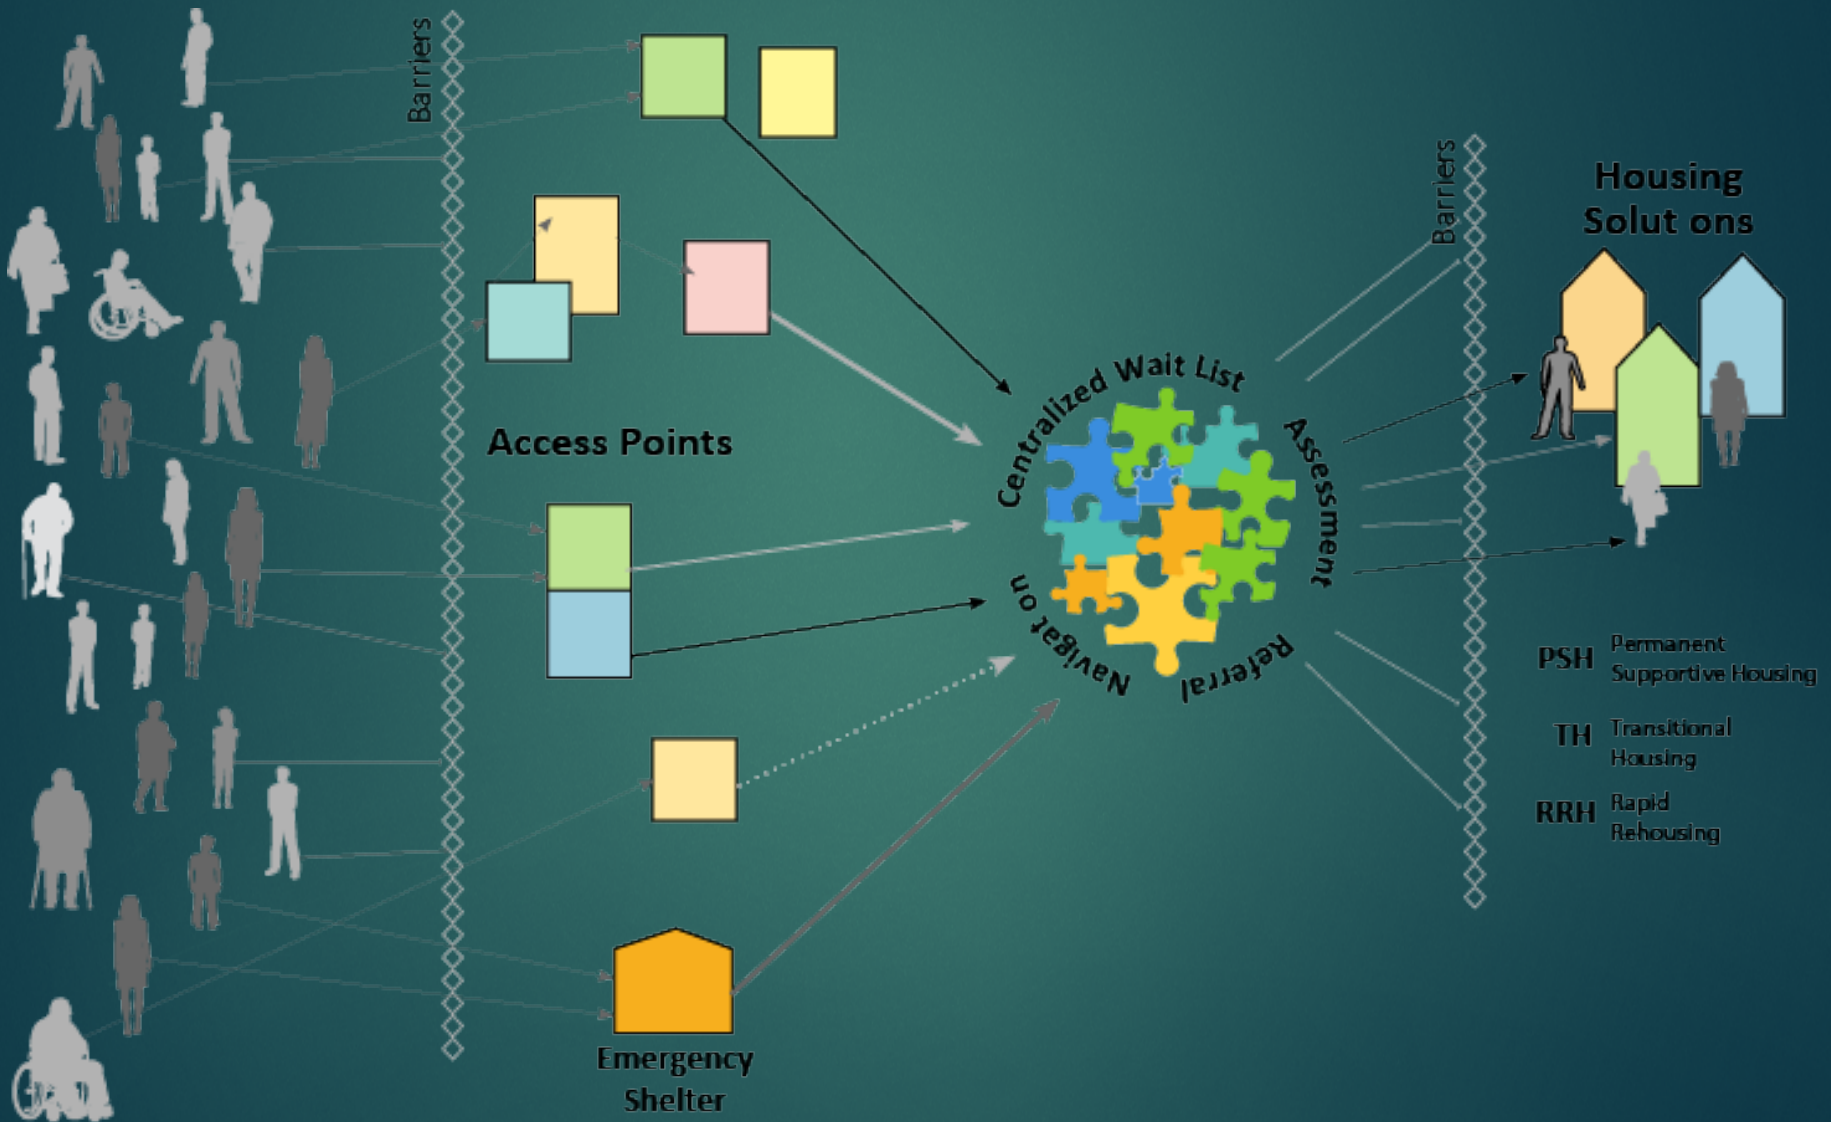 Barriers
Access Points
Emergency
Shelter
Centralized Wait List
Assessment
Referral
Navigat on
Barriers
Housing
Solut ons
PSH Permanent
Supportive Housing
TH Transitional
Housing
RRH Rapid
Rehousing